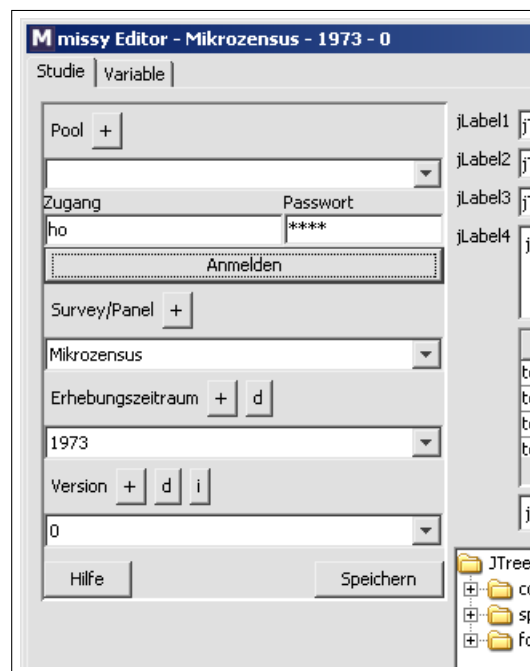 M missy Editor - Mikrozensus - 1973 - 0
Studie Variable
Pool +
Zugang Passwort
ho ****
Anmelden
Survey/Panel +
Mikrozensus
Erhebungszeitraum + d
1973
Version + d i
0
Hilfe Speichern
jLabel1
jLabel2
jLabel3
jLabel4
JTree